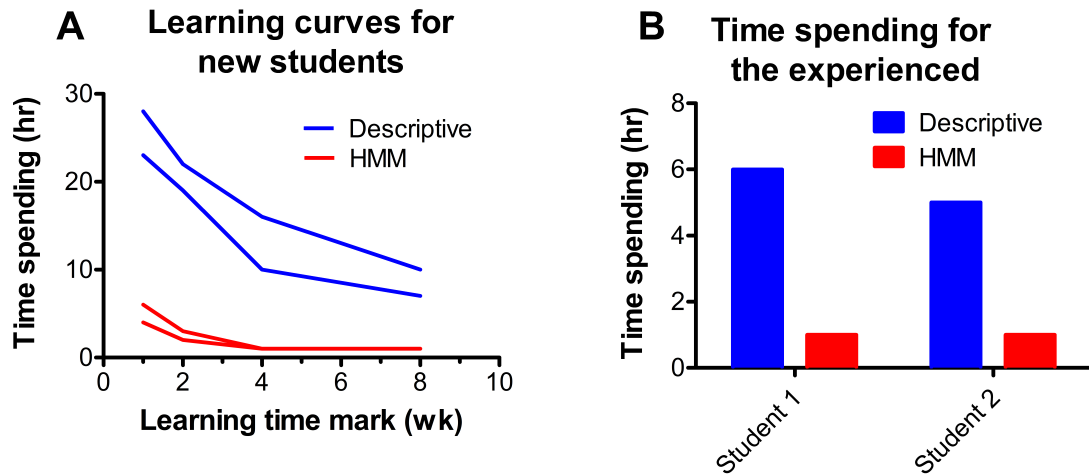 A
Learning curves for
new students
Time spending (hr)
30
20
10
0
Descriptive
HMM
0 2 4 6 8 10
Learning time mark (wk)
B
Time spending for
the experienced
Time spending (hr)
8
6
4
2
0
Descriptive
HMM
Student 1
Student 2